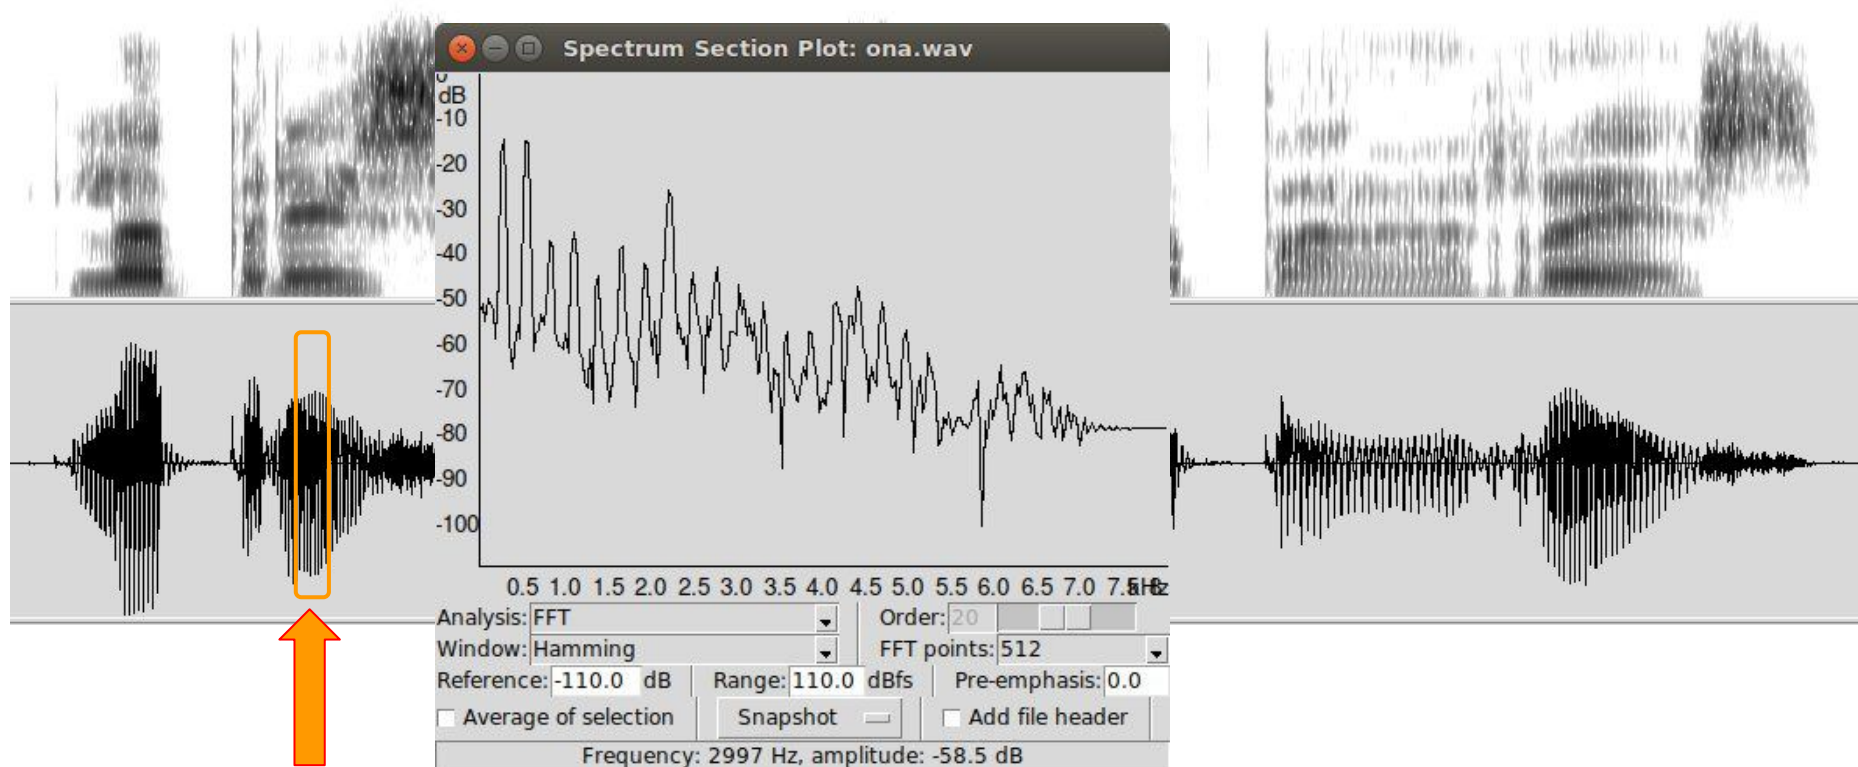 Spectrum Section Plot: ona.wav
dB
-10
-20
-30
-40
-50
-60
-70
-80
-90
-100
0.5 1.0 1.5 2.0 2.5 3.0 3.5 4.0 4.5 5.0 5.5 6.0 6.5 7.0 7.5 kHz
Analysis: FFT Order: 20
Window: Hamming FFT points: 512
Reference: -110.0 dB Range: 110.0 dBfs Pre-emphasis: 0.0
Average of selection Snapshot Add file header
Frequency: 2997 Hz, amplitude: -58.5 dB